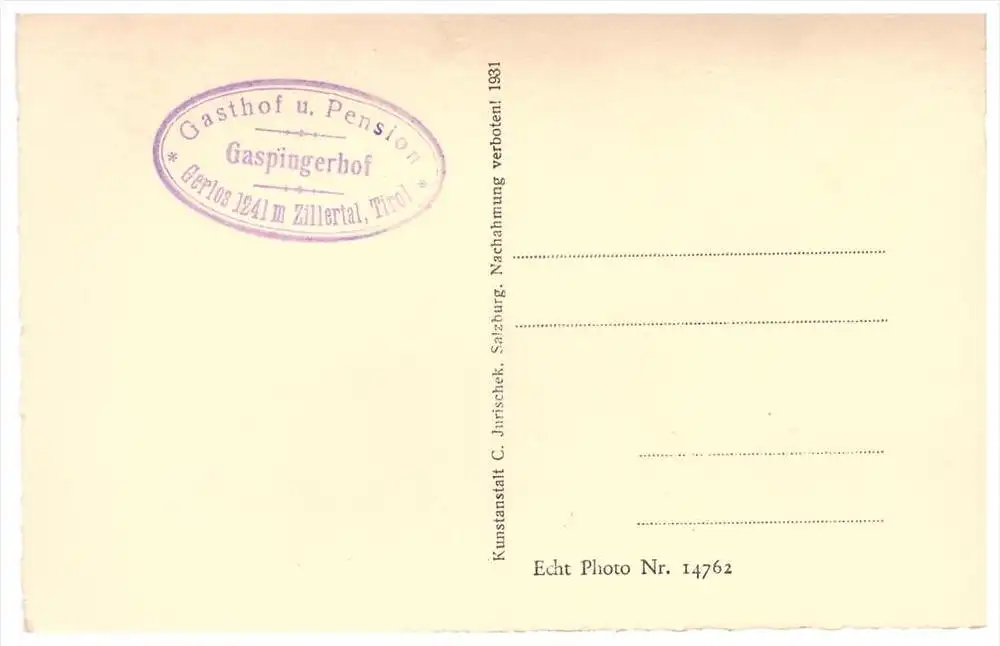 Gasthof u. Pension
Gaspingerhof
* Gerlos 1241 m Zillertal, Tirol *
Kunstanstalt C. Jurischek, Salzburg. Nachahmung verboten! 1931
Echt Photo Nr. 14762